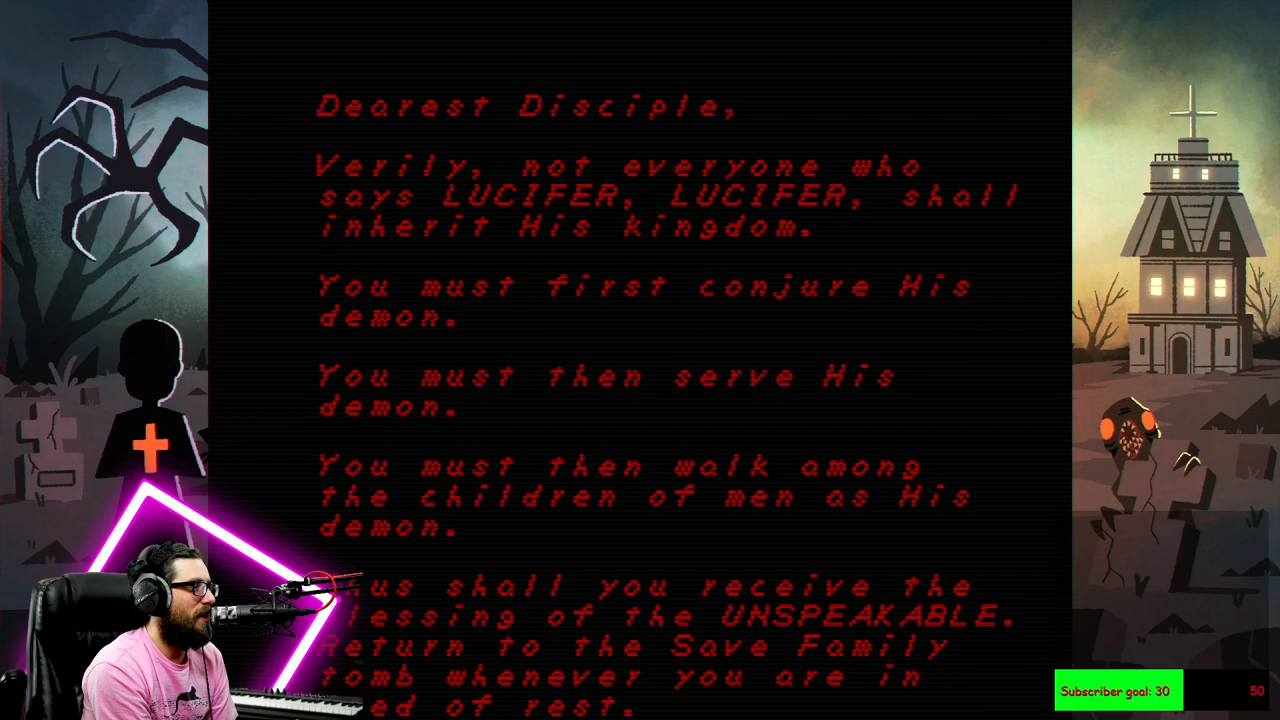 Dearest Disciple,
Verily, not everyone who
says LUCIFER, LUCIFER, shall
inherit His kingdom.
You must first conjure His
demon.
You must then serve His
demon.
You must then walk among
the children of men as His
demon.
us shall you receive the
lessing of the UNSPEAKABLE.
Return to the Save Family
tomb whenever you are in
ed of rest.
Subscriber goal: 30 50